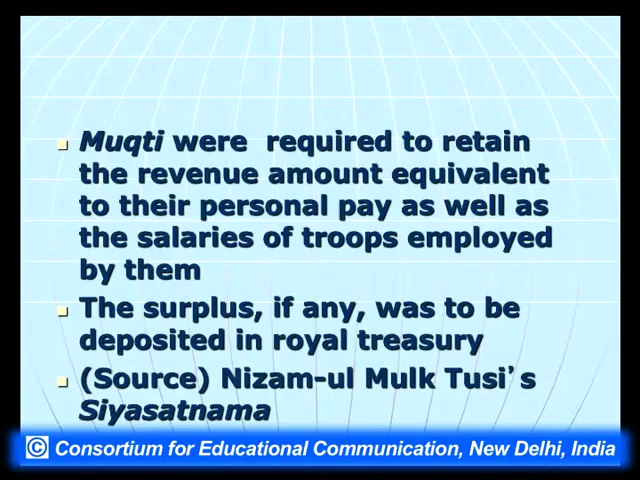 Muqti were required to retain
the revenue amount equivalent
to their personal pay as well as
the salaries of troops employed
by them
The surplus, if any, was to be
deposited in royal treasury
(Source) Nizam-ul Mulk Tusi's
Siyasatnama
© Consortium for Educational Communication, New Delhi, India